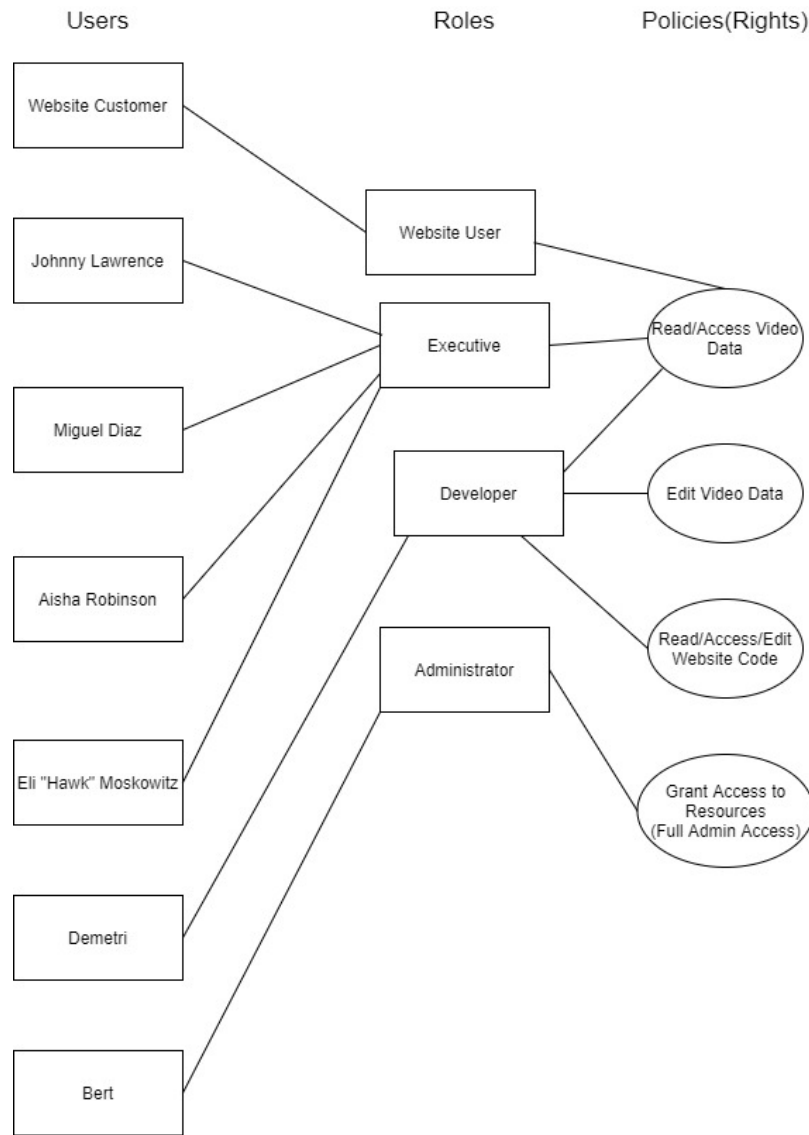 Users
Roles
Policies(Rights)
Website Customer
Website User
Johnny Lawrence
Executive
Read/Access Video
Data
Miguel Diaz
Developer
Edit Video Data
Aisha Robinson
Administrator
Read/Access/Edit
Website Code
Eli "Hawk" Moskowitz
Grant Access to
Resources
(Full Admin Access)
Demetri
Bert